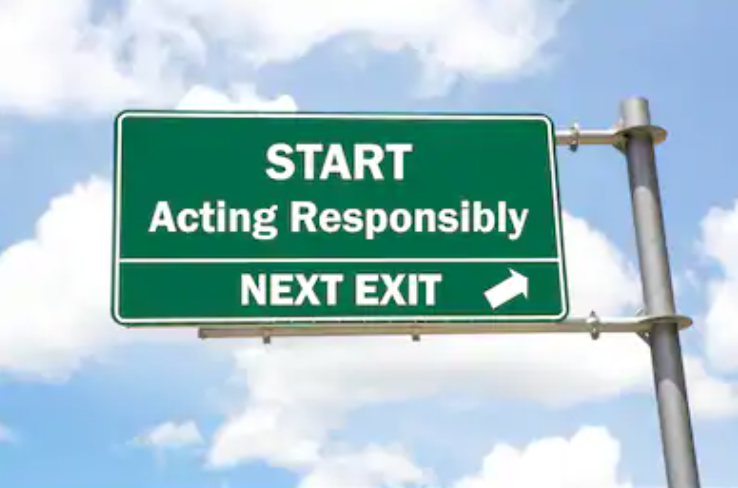 START
Acting Responsibly
NEXT EXIT